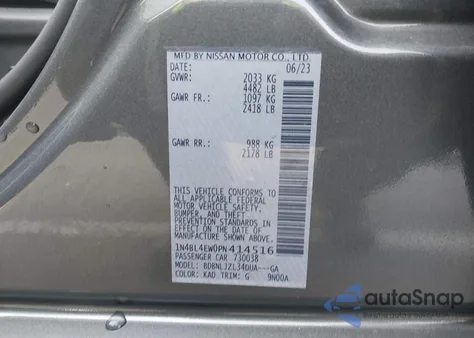 MFD BY NISSAN MOTOR CO., LTD.
DATE: 06/23
GVWR: 2033 KG
4482 LB
GAWR FR.: 1097 KG
2418 LB
GAWR RR.: 988 KG
2178 LB
THIS VEHICLE CONFORMS TO
ALL APPLICABLE FEDERAL
MOTOR VEHICLE SAFETY,
BUMPER, AND THEFT
PREVENTION STANDARDS IN
EFFECT ON THE DATE OF
MANUFACTURE SHOWN ABOVE.
1N4BL4EW0PN414516
PASSENGER CAR 730038
MODEL: BDBNLJZL34DUA---GA
COLOR: KAD TRIM: G 9N00A
autoSnap